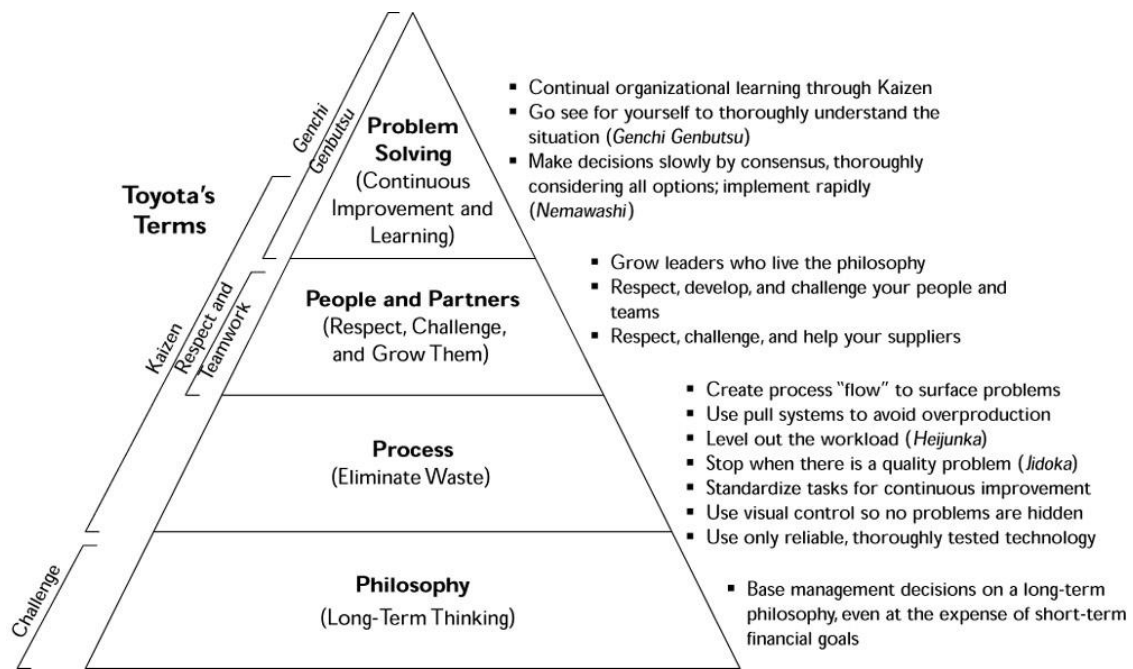 Toyota's
Terms
Genchi
Genbutsu
Kaizen
Respect and
Teamwork
Challenge
Problem
Solving
(Continuous
Improvement and
Learning)
▪ Continual organizational learning through Kaizen
▪ Go see for yourself to thoroughly understand the
situation (Genchi Genbutsu)
▪ Make decisions slowly by consensus, thoroughly
considering all options; implement rapidly
(Nemawashi)
People and Partners
(Respect, Challenge,
and Grow Them)
▪ Grow leaders who live the philosophy
▪ Respect, develop, and challenge your people and
teams
▪ Respect, challenge, and help your suppliers
Process
(Eliminate Waste)
▪ Create process "flow" to surface problems
▪ Use pull systems to avoid overproduction
▪ Level out the workload (Heijunka)
▪ Stop when there is a quality problem (Jidoka)
▪ Standardize tasks for continuous improvement
▪ Use visual control so no problems are hidden
▪ Use only reliable, thoroughly tested technology
Philosophy
(Long-Term Thinking)
▪ Base management decisions on a long-term
philosophy, even at the expense of short-term
financial goals